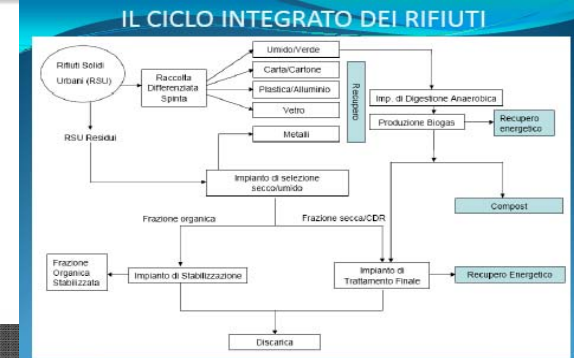 IL CICLO INTEGRATO DEI RIFIUTI
Rifiuti Solidi
Urbani (RSU)
Raccolta
Differenziata
Spinta
Umido/Verde
Carta/Cartone
Plastica/Alluminio
Vetro
Metalli
Recupero
Imp. di Digestione Anaerobica
Produzione Biogas
Recupero
energetico
RSU Residui
Impianto di selezione
secco/umido
Compost
Frazione organica
Frazione secca/CDR
Frazione
Organica
Stabilizzata
Impianto di Stabilizzazione
Impianto di
Trattamento Finale
Recupero Energetico
Discarica